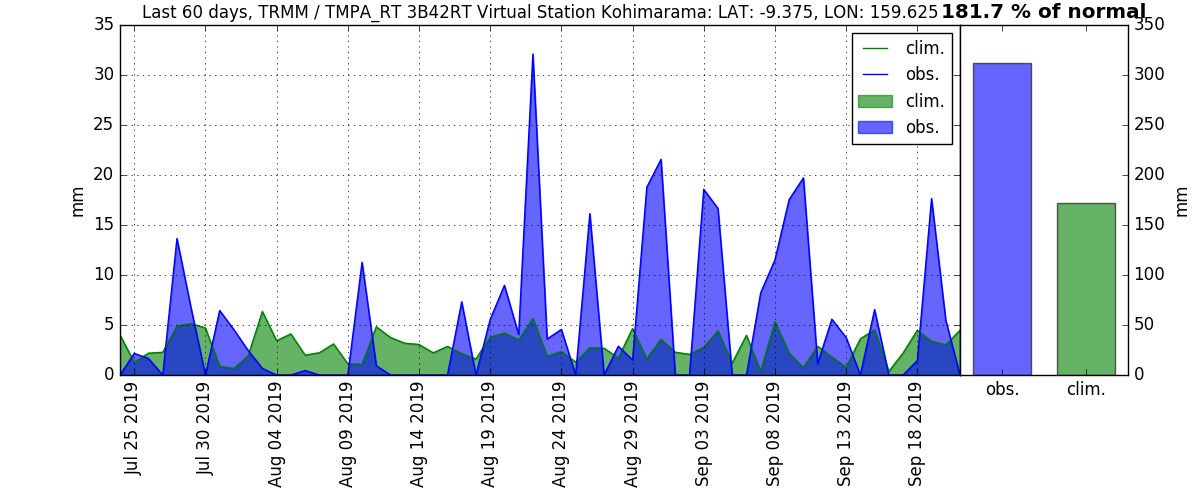 Last 60 days, TRMM / TMPA_RT 3B42RT Virtual Station Kohimarama: LAT: -9.375, LON: 159.625 181.7 % of normal
35
30
25
20
15
10
5
0
mm
clim.
obs.
clim.
obs.
350
300
250
200
150
100
50
0
mm
Jul 25 2019
Jul 30 2019
Aug 04 2019
Aug 09 2019
Aug 14 2019
Aug 19 2019
Aug 24 2019
Aug 29 2019
Sep 03 2019
Sep 08 2019
Sep 13 2019
Sep 18 2019
obs.
clim.